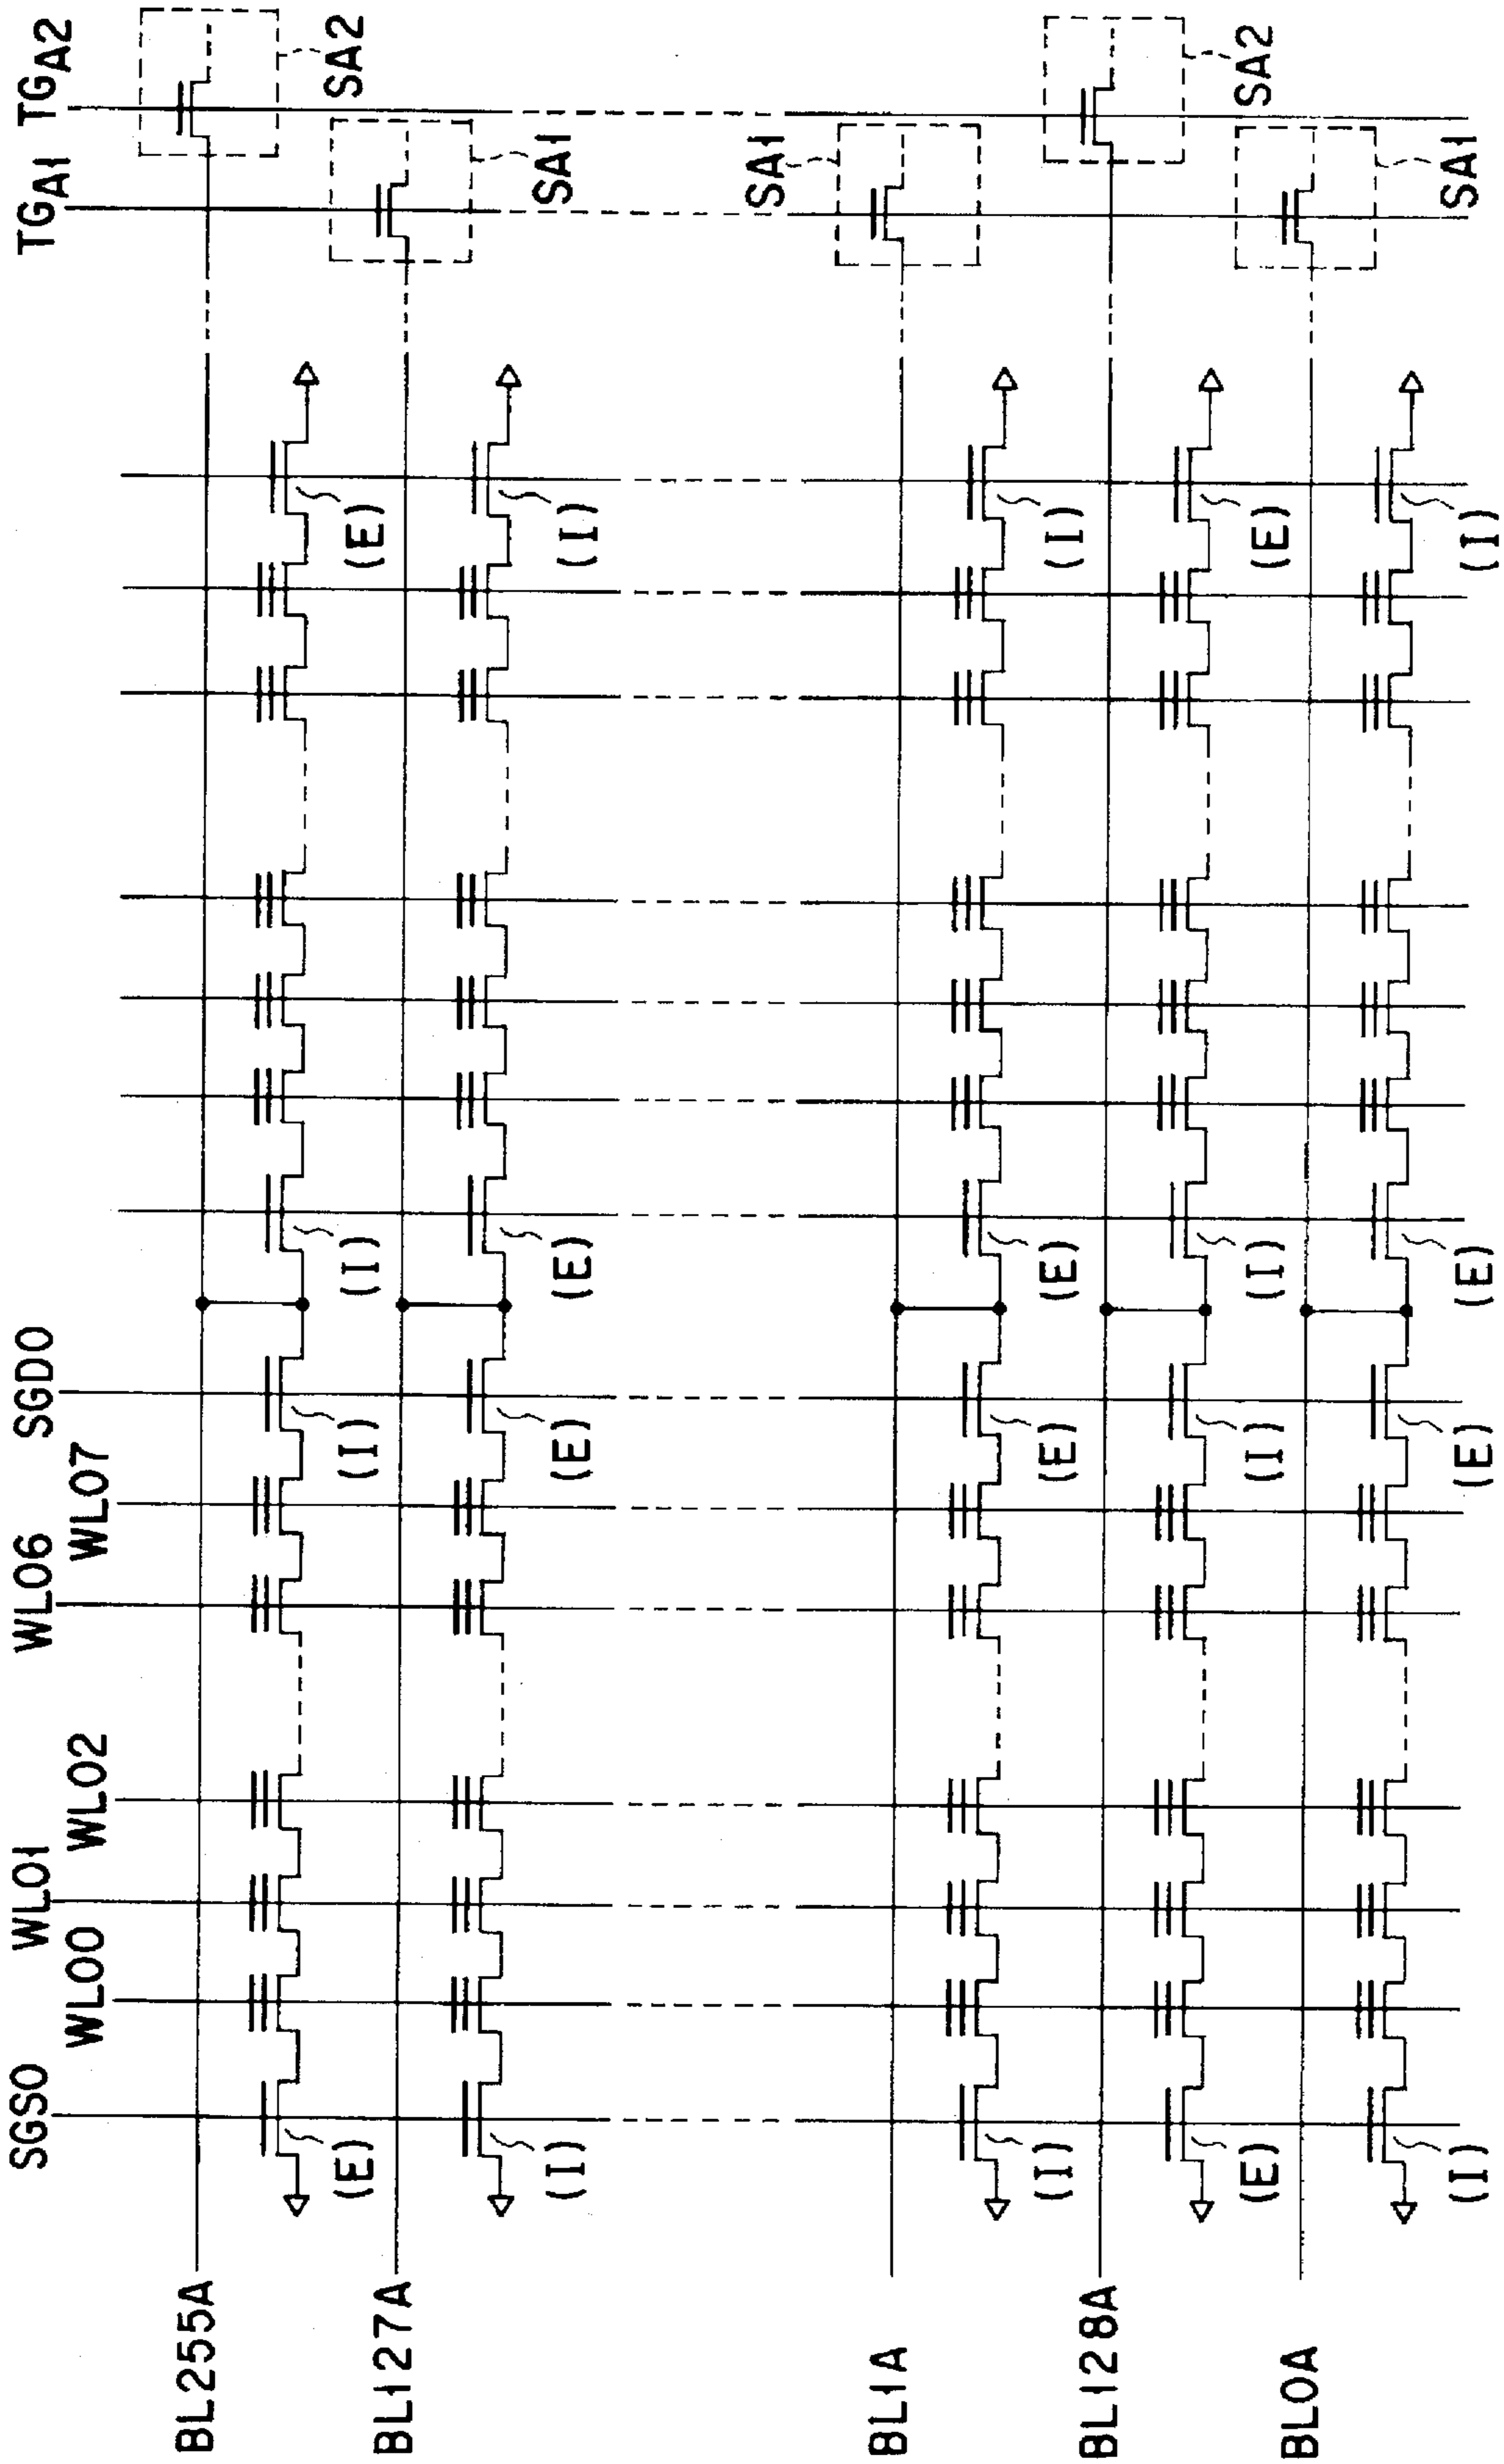 TGA1 TGA2
SA2
SA1
SA1
SA2
SA1
(E)
(I)
(I)
(E)
(I)
(I)
(E)
(E)
(I)
(E)
SGD0
(I)
(E)
(E)
(I)
(E)
WL07
WL06
WL02
WL01
WL00
SGS0
(E)
(I)
(I)
(E)
(I)
BL255A
BL127A
BL1A
BL128A
BL0A